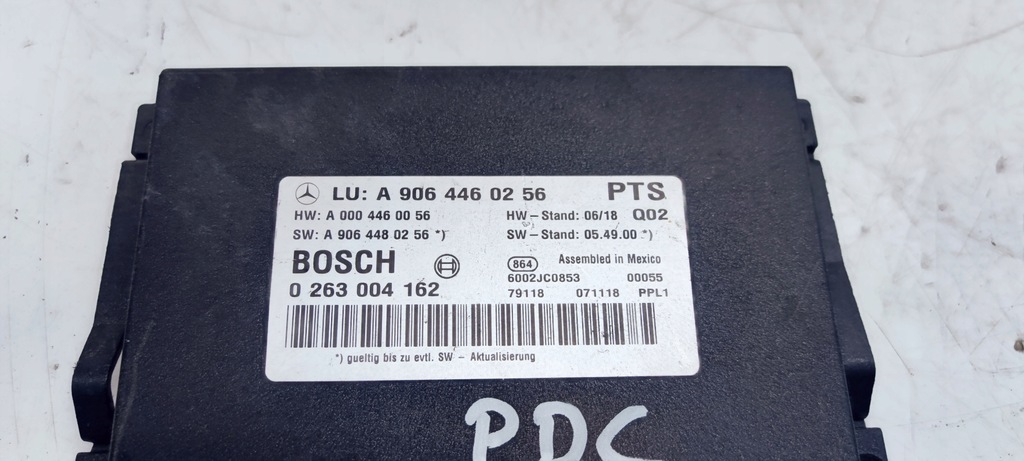 LU: A 906 446 02 56 PTS
HW: A 000 446 00 56 HW-Stand: 06/18 Q02
SW: A 906 448 02 56 *) SW-Stand: 05.49.00 *)
BOSCH 864 Assembled in Mexico
6002JC0853 00055
0 263 004 162 79118 071118 PPL1
*) gueltig bis zu evtl. SW - Aktualisierung
PDC